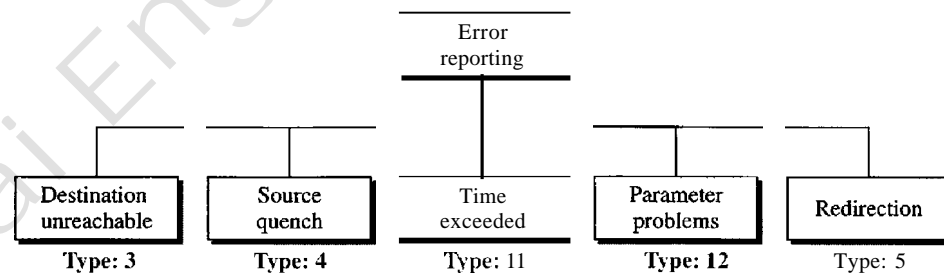 Error
reporting
Destination
unreachable
Source
quench
Time
exceeded
Parameter
problems
Redirection
Type: 3
Type: 4
Type: 11
Type: 12
Type: 5